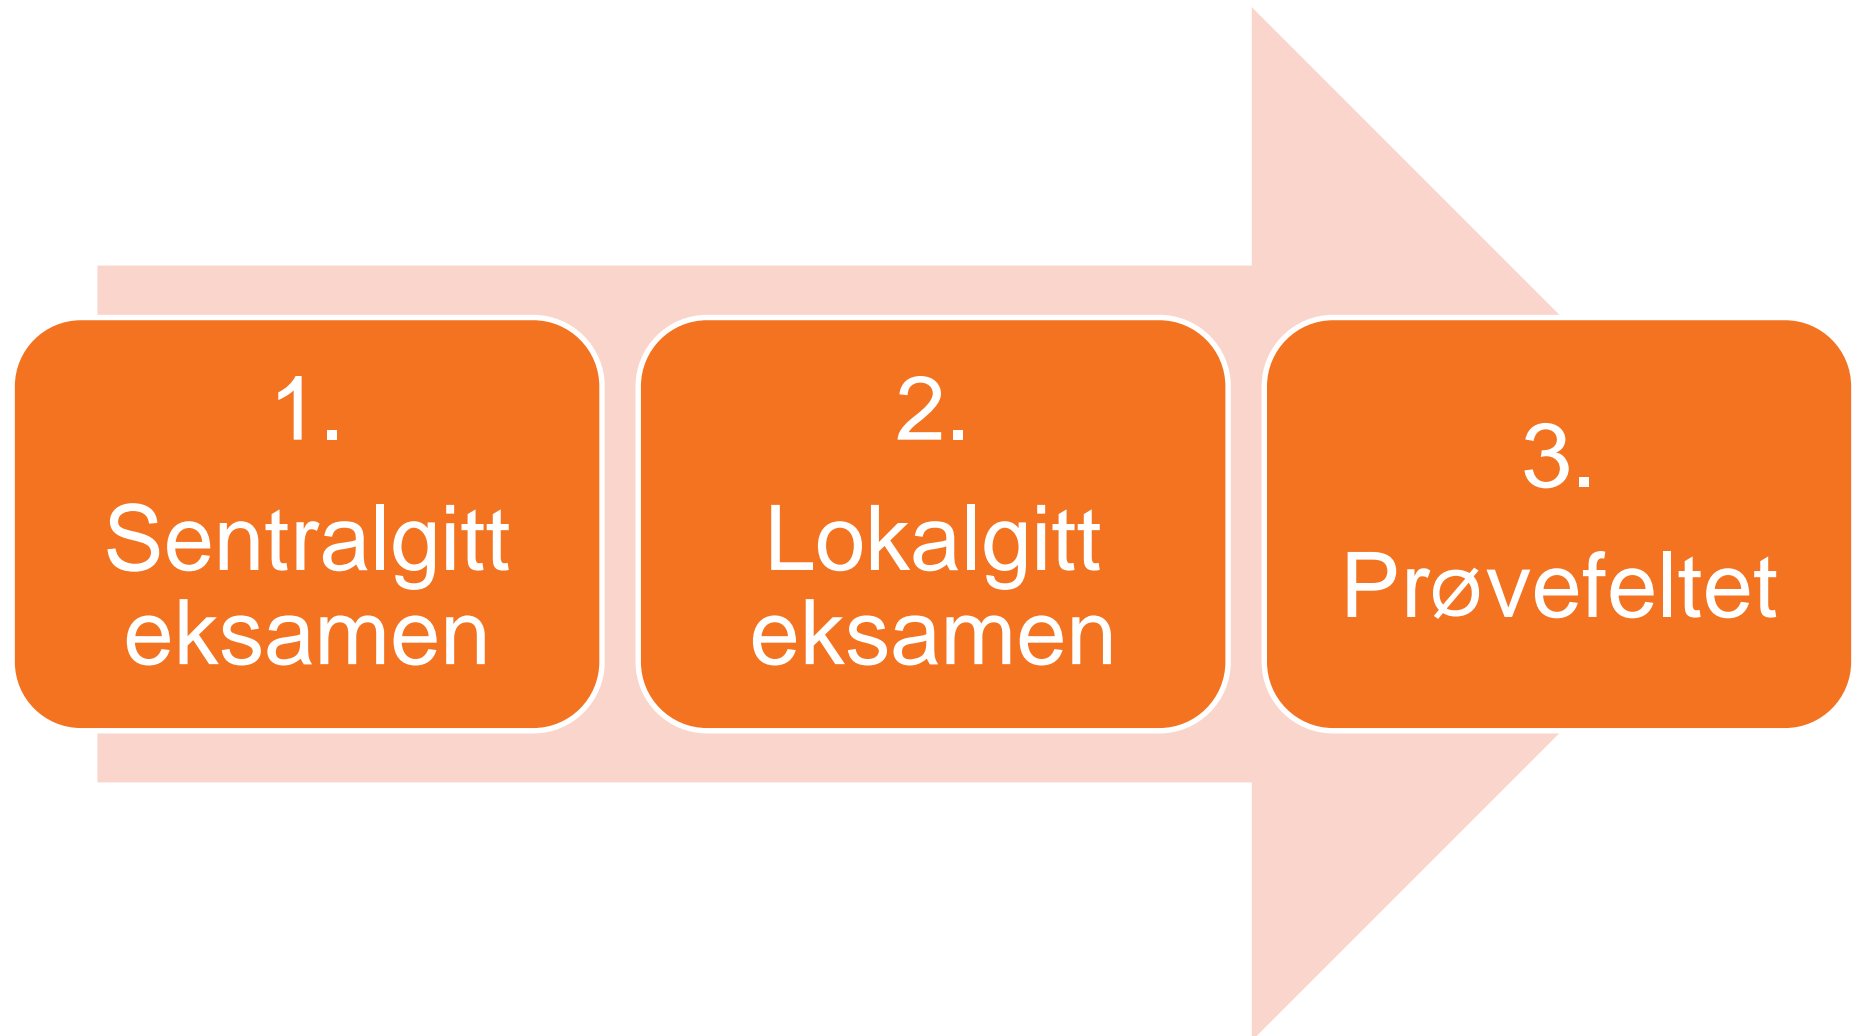 1.
Sentralgitt
eksamen
2.
Lokalgitt
eksamen
3.
Prøvefeltet